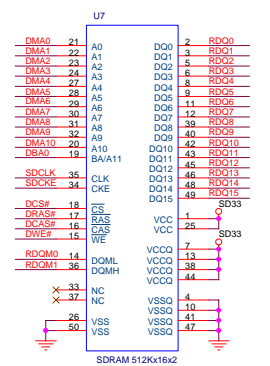 U7
DMA0 21 A0 DQ0 2 RDQ0
DMA1 22 A1 DQ1 3 RDQ1
DMA2 23 A2 DQ2 5 RDQ2
DMA3 24 A3 DQ3 6 RDQ3
DMA4 27 A4 DQ4 8 RDQ4
DMA5 28 A5 DQ5 9 RDQ5
DMA6 29 A6 DQ6 11 RDQ6
DMA7 30 A7 DQ7 12 RDQ7
DMA8 31 A8 DQ8 39 RDQ8
DMA9 32 A9 DQ9 40 RDQ9
DMA10 20 A10 DQ10 42 RDQ10
DBA0 19 BA/A11 DQ11 43 RDQ11
DQ12 45 RDQ12
SDCLK 35 CLK DQ13 46 RDQ13
SDCKE 34 CKE DQ14 48 RDQ14
DQ15 49 RDQ15
SD33
DCS# 18 CS
DRAS# 17 RAS VCC 1
DCAS# 16 CAS VCC 25
DWE# 15 WE SD33
VCCQ 7
RDQM0 14 DQML VCCQ 13
RDQM1 36 DQMH VCCQ 38
VCCQ 44
33 NC
37 NC VSSQ 4
VSSQ 10
26 VSS VSSQ 41
50 VSS VSSQ 47
SDRAM 512Kx16x2